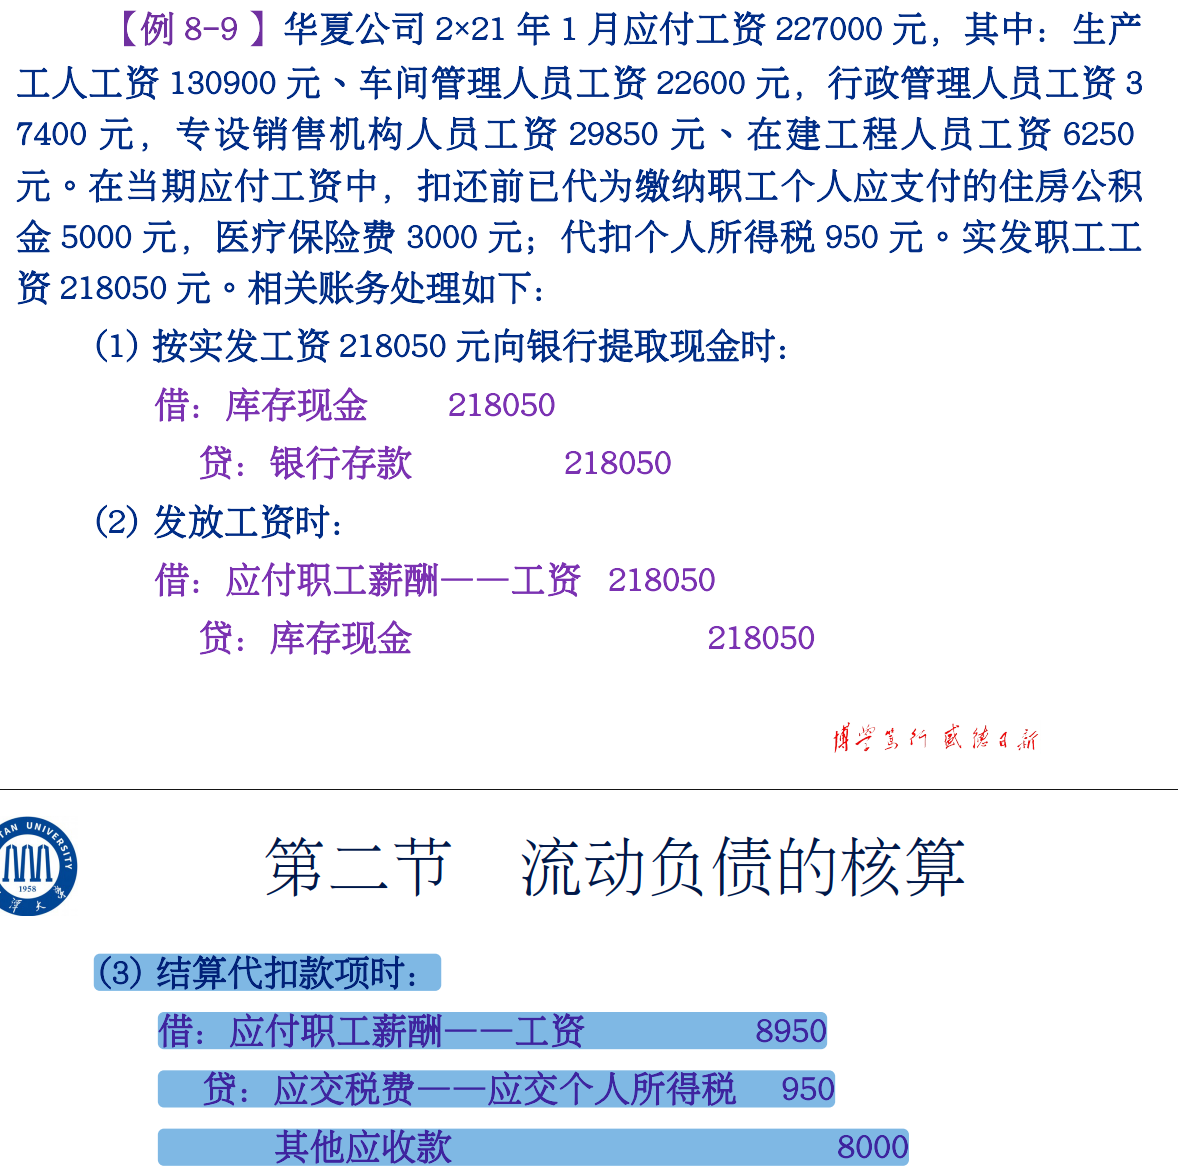 【例 8-9 】华夏公司 2×21 年 1 月应付工资 227000 元，其中：生产
工人工资 130900 元、车间管理人员工资 22600 元，行政管理人员工资 3
7400 元，专设销售机构人员工资 29850 元、在建工程人员工资 6250
元。在当期应付工资中，扣还前已代为缴纳职工个人应支付的住房公积
金 5000 元，医疗保险费 3000 元；代扣个人所得税 950 元。实发职工工
资 218050 元。相关账务处理如下：
（1）按实发工资 218050 元向银行提取现金时：
借：库存现金 218050
贷：银行存款 218050
（2）发放工资时：
借：应付职工薪酬——工资 218050
贷：库存现金 218050
博学笃行 盛德日新
TAN UNIVERSITY
1958
潭大学
第二节 流动负债的核算
（3）结算代扣款项时：
借：应付职工薪酬——工资 8950
贷：应交税费——应交个人所得税 950
其他应收款 8000